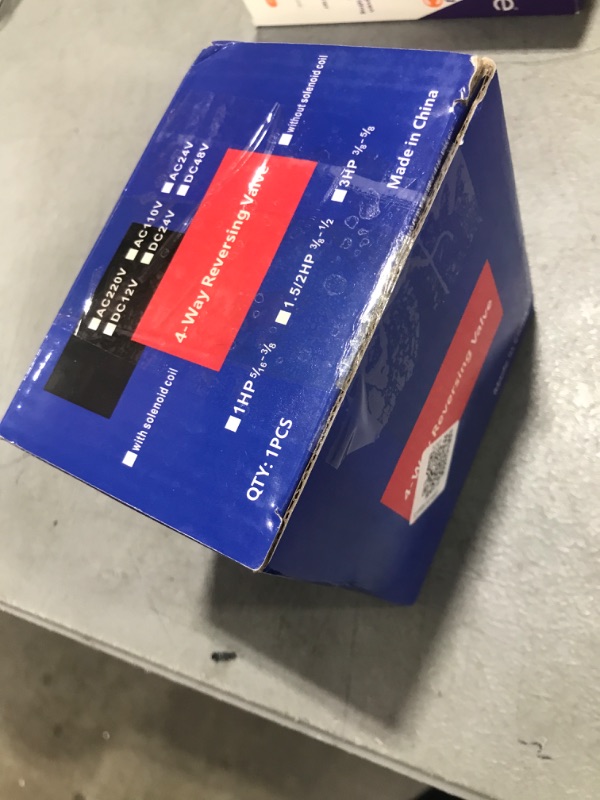 4-Way Reversing Valve
AC220V AC110V AC24V
DC12V DC24V DC48V
with solenoid coil without solenoid coil
1HP 5/16-3/8 1.5/2HP 3/8-1/2 3HP 3/8-5/8
QTY: 1PCS Made in China
4-Way Reversing Valve